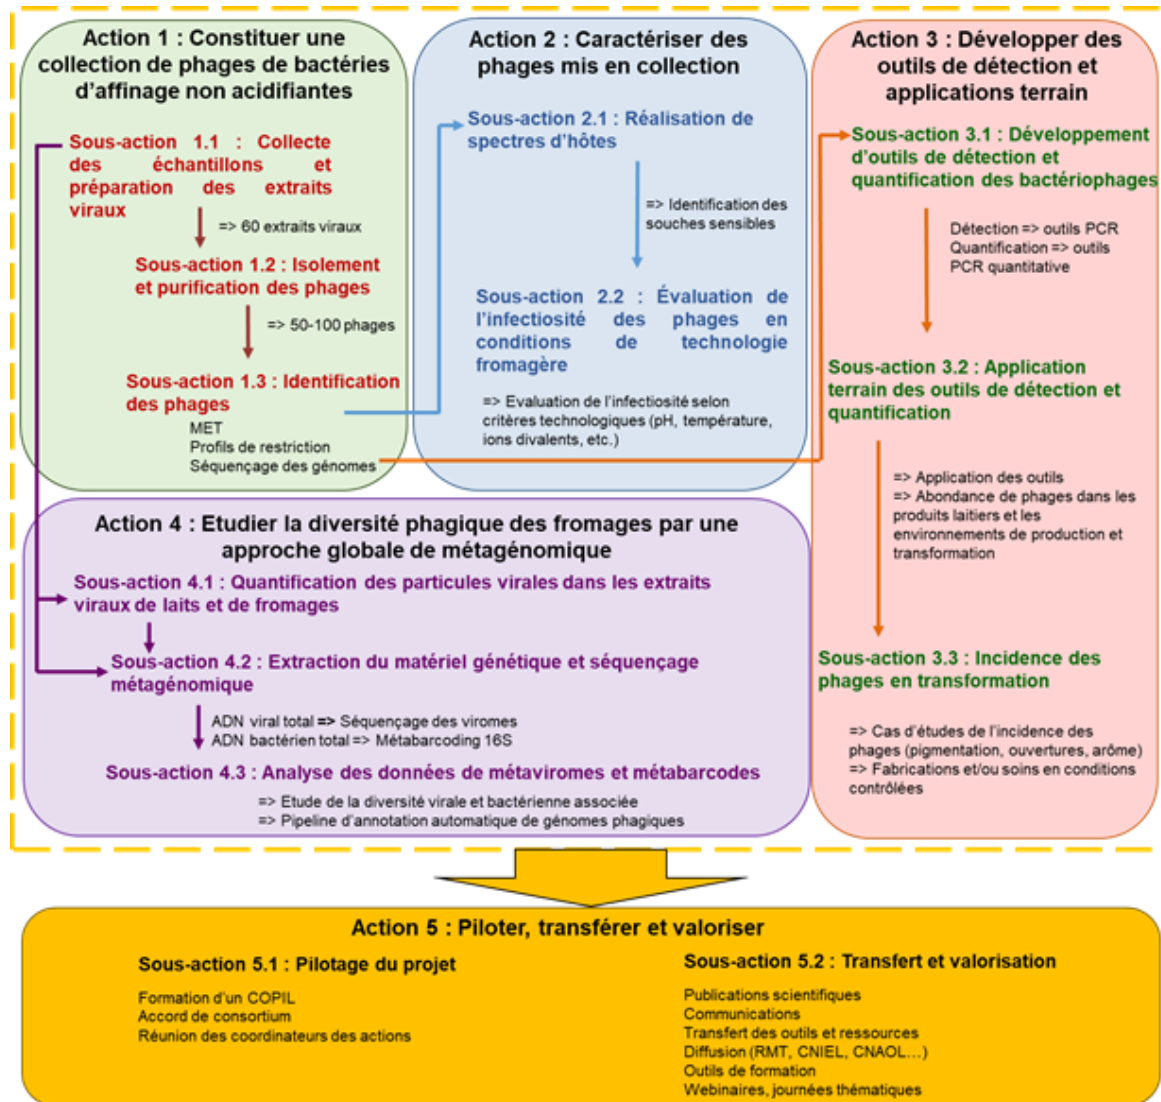 Action 1 : Constituer une
collection de phages de bactéries
d’affinage non acidifiantes
Sous-action 1.1 : Collecte
des échantillons et
préparation des extraits
viraux
=> 60 extraits viraux
Sous-action 1.2 : Isolement
et purification des phages
=> 50-100 phages
Sous-action 1.3 : Identification
des phages
MET
Profils de restriction
Séquençage des génomes
Action 2 : Caractériser des
phages mis en collection
Sous-action 2.1 : Réalisation de
spectres d’hôtes
=> Identification des
souches sensibles
Sous-action 2.2 : Évaluation de
l’infectiosité des phages en
conditions de technologie
fromagère
=> Evaluation de l’infectiosité selon
critères technologiques (pH, température,
ions divalents, etc.)
Action 3 : Développer des
outils de détection et
applications terrain
Sous-action 3.1 : Développement
d’outils de détection et
quantification des bactériophages
Détection => outils PCR
Quantification => outils
PCR quantitative
Sous-action 3.2 : Application
terrain des outils de détection et
quantification
=> Application des outils
=> Abondance de phages dans les
produits laitiers et les
environnements de production et
transformation
Sous-action 3.3 : Incidence des
phages en transformation
=> Cas d’études de l’incidence des
phages (pigmentation, ouvertures, arôme)
=> Fabrications et/ou soins en conditions
contrôlées
Action 4 : Etudier la diversité phagique des fromages par une
approche globale de métagénomique
Sous-action 4.1 : Quantification des particules virales dans les extraits
viraux de laits et de fromages
Sous-action 4.2 : Extraction du matériel génétique et séquençage
métagénomique
ADN viral total => Séquençage des viromes
ADN bactérien total => Métabarcoding 16S
Sous-action 4.3 : Analyse des données de métaviromes et métabarcodes
=> Etude de la diversité virale et bactérienne associée
=> Pipeline d’annotation automatique de génomes phagiques
Action 5 : Piloter, transférer et valoriser
Sous-action 5.1 : Pilotage du projet
Formation d’un COPIL
Accord de consortium
Réunion des coordinateurs des actions
Sous-action 5.2 : Transfert et valorisation
Publications scientifiques
Communications
Transfert des outils et ressources
Diffusion (RMT, CNIEL, CNAOL…)
Outils de formation
Webinaires, journées thématiques